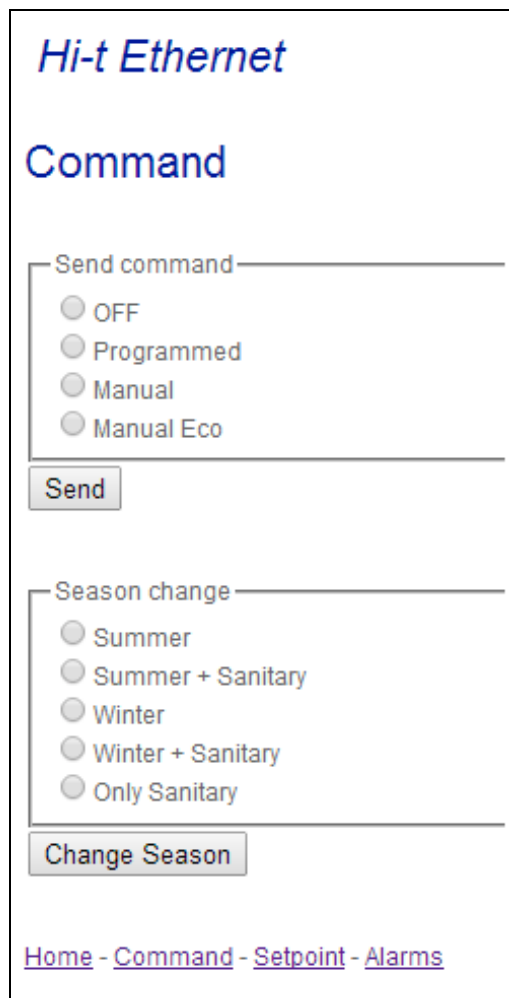 Hi-t Ethernet
Command
Send command
OFF
Programmed
Manual
Manual Eco
Send
Season change
Summer
Summer + Sanitary
Winter
Winter + Sanitary
Only Sanitary
Change Season
Home - Command - Setpoint - Alarms